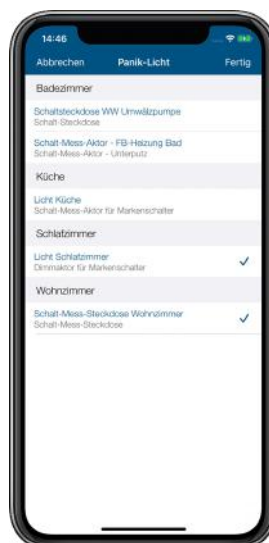 14:46
Abbrechen Panik-Licht Fertig
Badezimmer
Schaltsteckdose WW Umwälzpumpe
Schalt-Steckdose
Schalt-Mess-Aktor - FB-Heizung Bad
Schalt-Mess-Aktor - Unterputz
Küche
Licht Küche
Schalt-Mess-Aktor für Markenschalter
Schlafzimmer
Licht Schlafzimmer
Dimmaktor für Markenschalter
Wohnzimmer
Schalt-Mess-Steckdose Wohnzimmer
Schalt-Mess-Steckdose